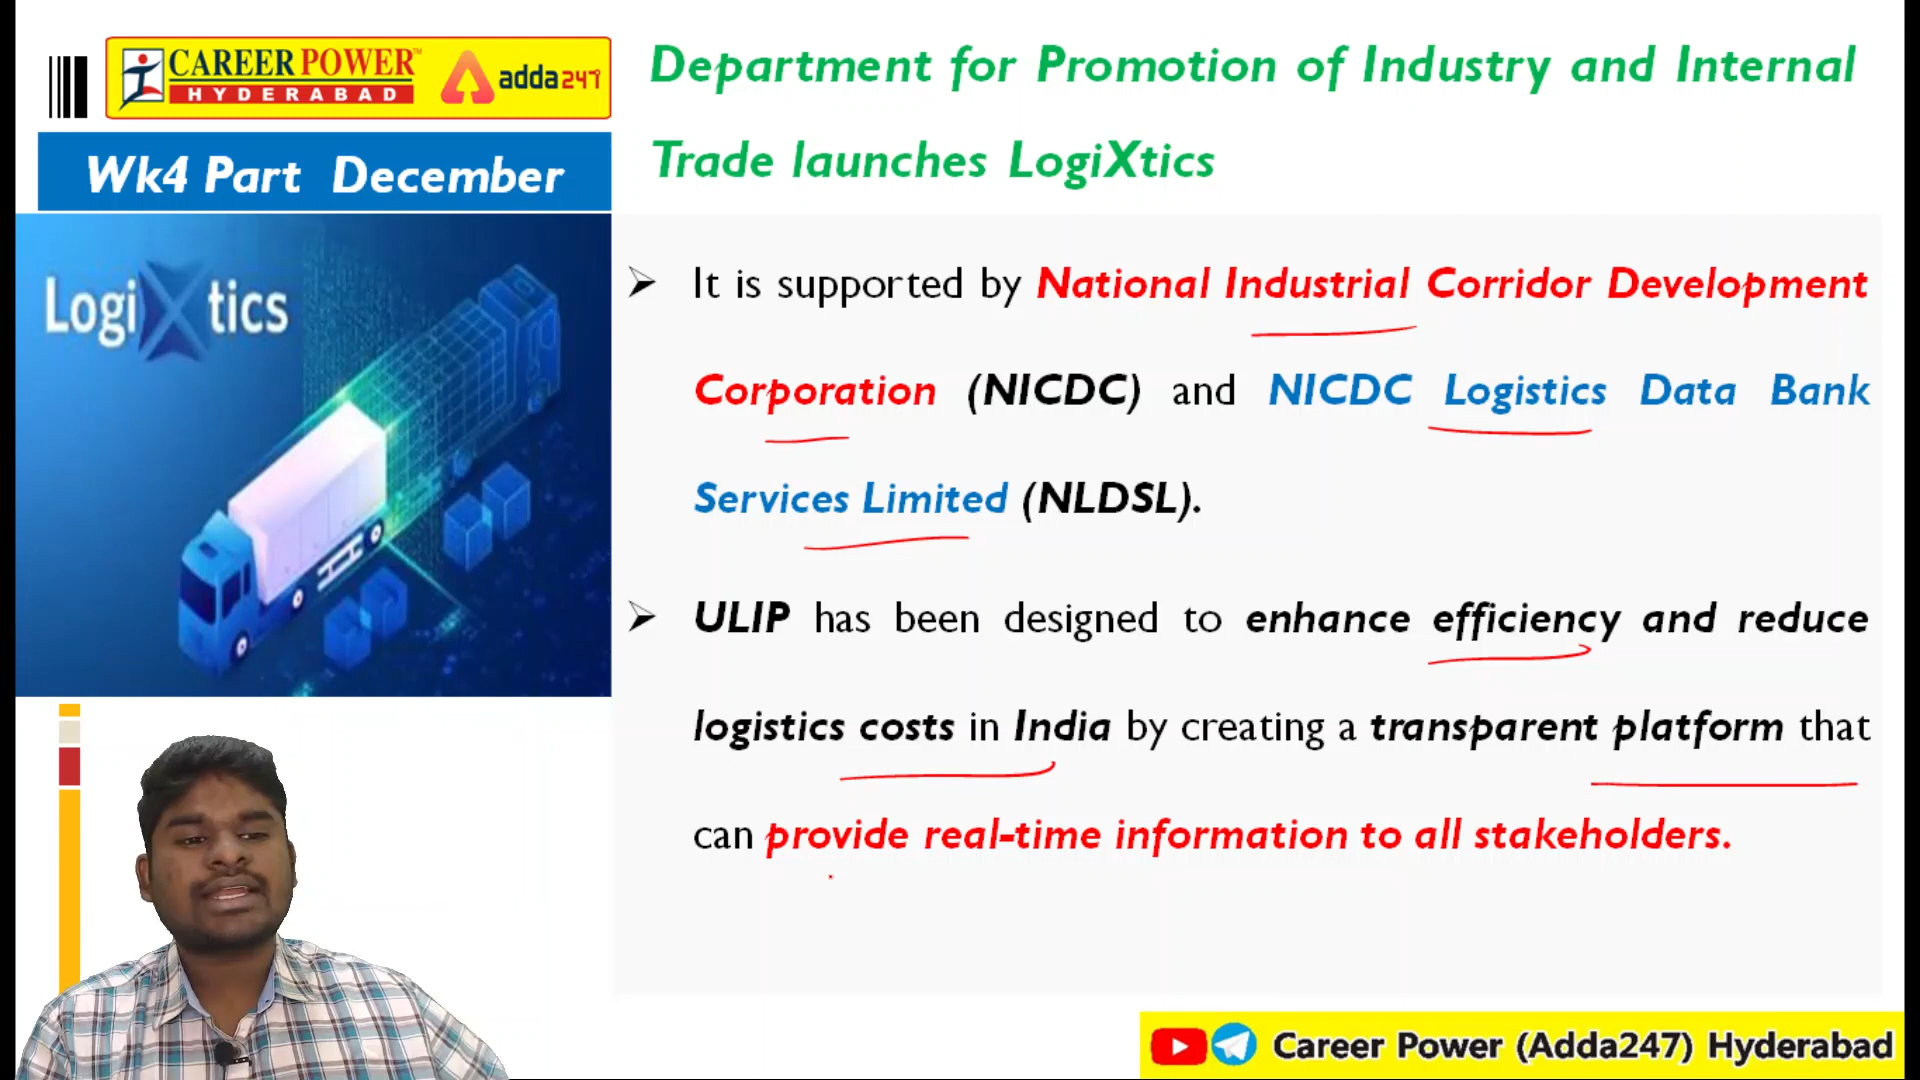 CAREER POWER
HYDERABAD
adda247
Wk4 Part December
LogiXtics
Department for Promotion of Industry and Internal
Trade launches LogiXtics
➢ It is supported by National Industrial Corridor Development
Corporation (NICDC) and NICDC Logistics Data Bank
Services Limited (NLDSL).
➢ ULIP has been designed to enhance efficiency and reduce
logistics costs in India by creating a transparent platform that
can provide real-time information to all stakeholders.
Career Power (Adda247) Hyderabad